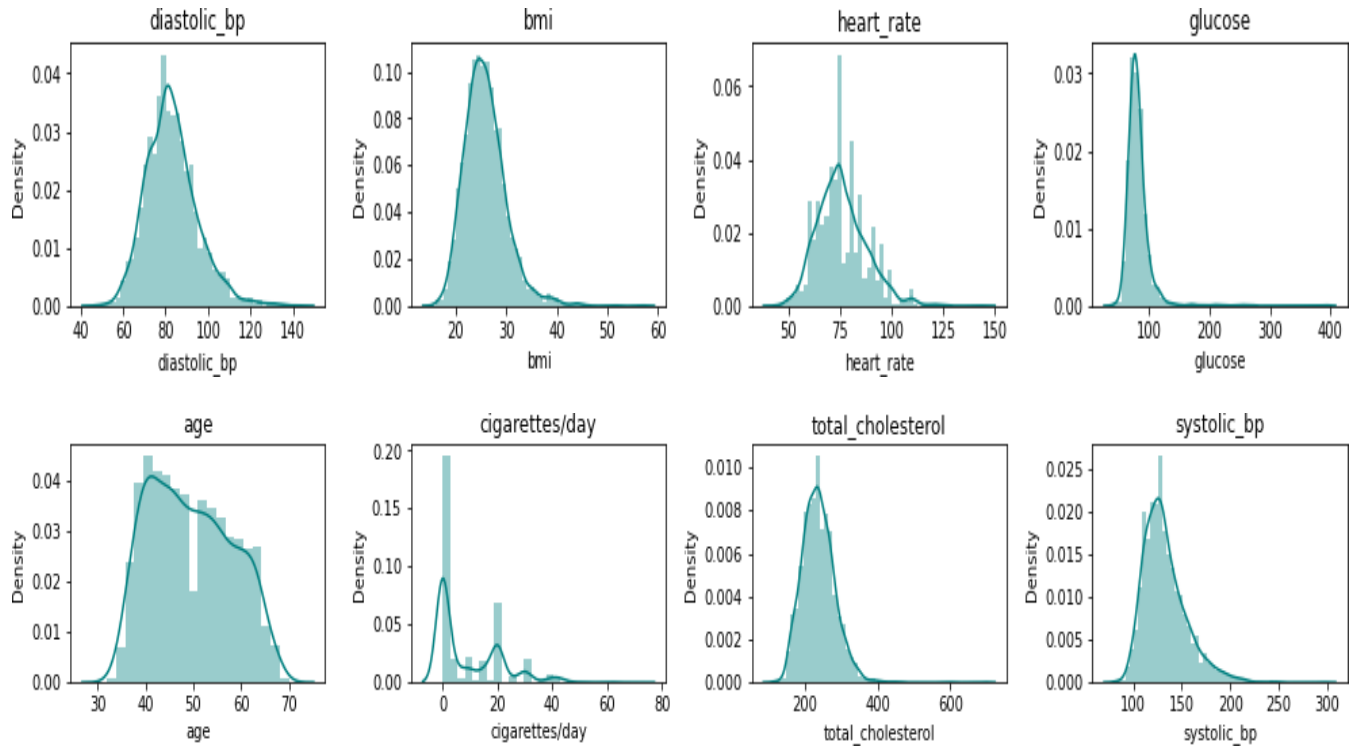 diastolic_bp
Density
0.04
0.03
0.02
0.01
0.00
40 60 80 100 120 140
diastolic_bp
bmi
Density
0.10
0.08
0.06
0.04
0.02
0.00
20 30 40 50 60
bmi
heart_rate
Density
0.06
0.04
0.02
0.00
50 75 100 125 150
heart_rate
glucose
Density
0.03
0.02
0.01
0.00
100 200 300 400
glucose
age
Density
0.04
0.03
0.02
0.01
0.00
30 40 50 60 70
age
cigarettes/day
Density
0.20
0.15
0.10
0.05
0.00
0 20 40 60 80
cigarettes/day
total_cholesterol
Density
0.010
0.008
0.006
0.004
0.002
0.000
200 400 600
total_cholesterol
systolic_bp
Density
0.025
0.020
0.015
0.010
0.005
0.000
100 150 200 250 300
systolic_bp